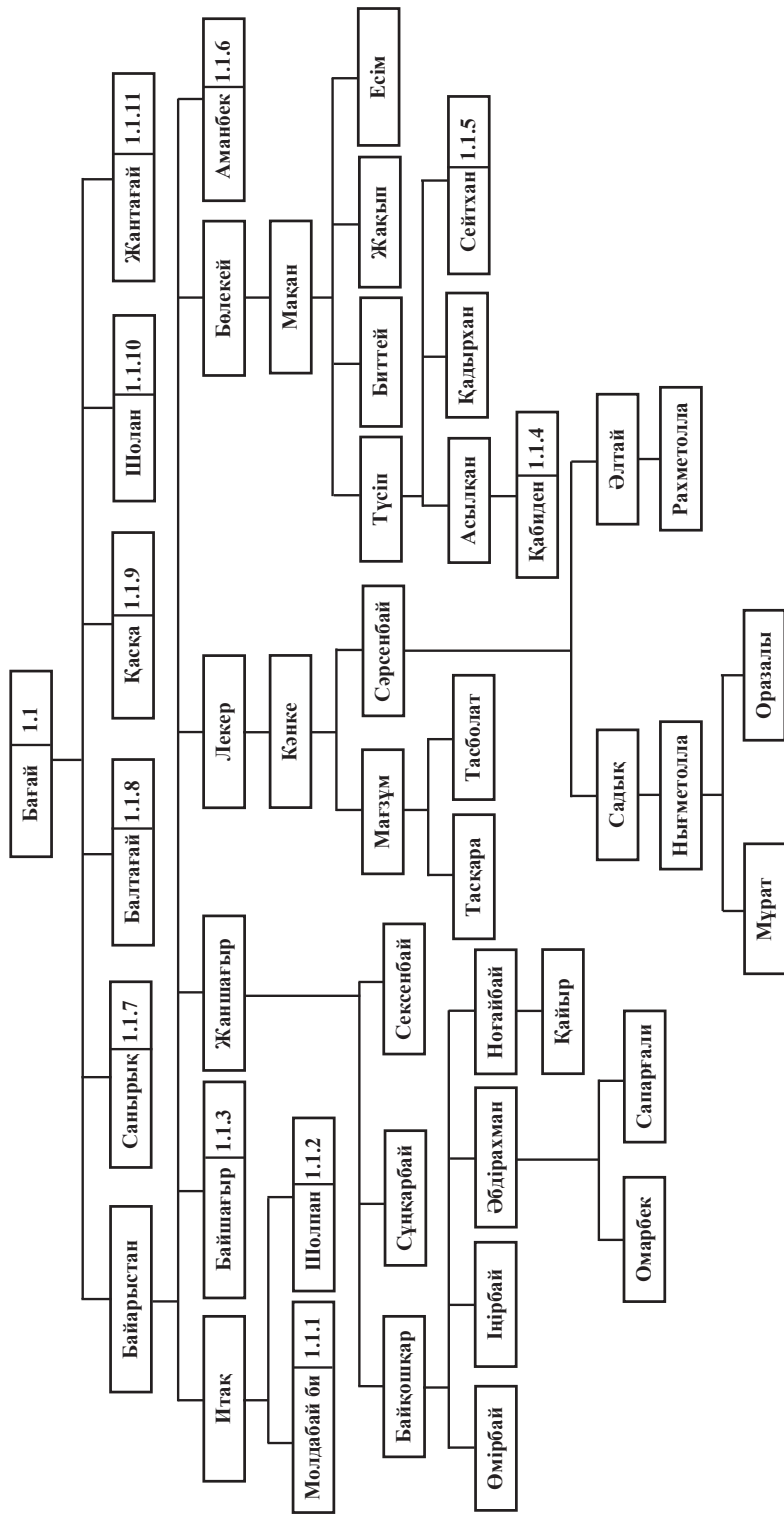 Бағай 1.1
Байарыстан
Санырық 1.1.7
Балтағай 1.1.8
Қасқа 1.1.9
Шолан 1.1.10
Жантағай 1.1.11
Итақ
Байшағыр 1.1.3
Жаншағыр
Лекер
Бөлекей
Аманбек 1.1.6
Молдабай би 1.1.1
Шолпан 1.1.2
Кәнке
Мақан
Байқошқар
Сұңкарбай
Сексенбай
Мағзұм
Сәрсенбай
Түсіп
Биттей
Жақып
Есім
Өмірбай
Іңірбай
Әбдірахман
Ноғайбай
Тасқара
Тасболат
Асылқан
Қадырхан
Сейтхан 1.1.5
Қайыр
Қабиден 1.1.4
Омарбек
Сапарғали
Садық
Әлтай
Нығметолла
Рахметолла
Мұрат
Оразалы